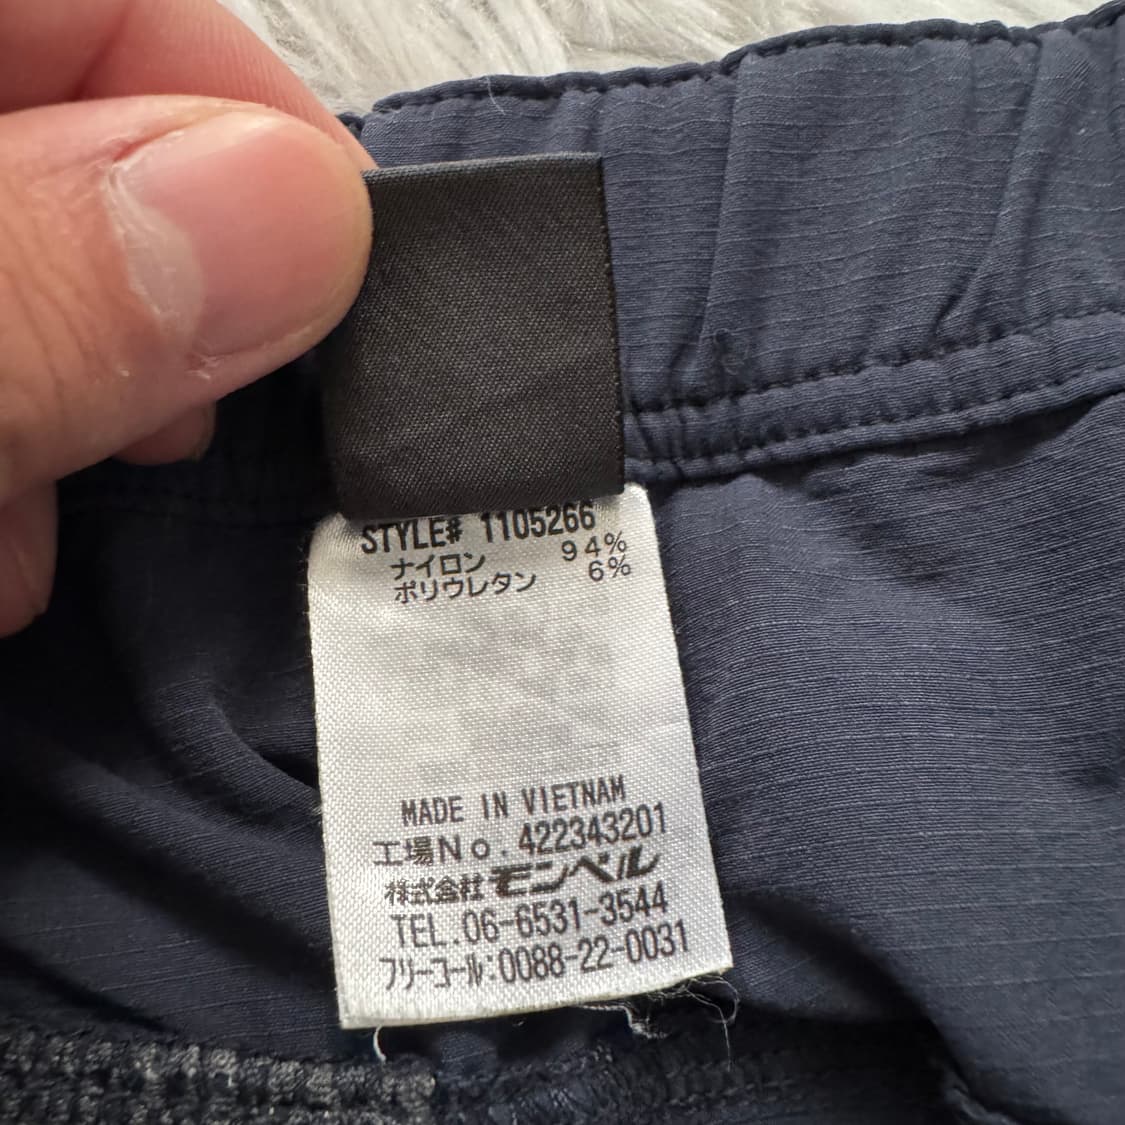 STYLE# 1105266
ナイロン 94%
ポリウレタン 6%
MADE IN VIETNAM
工場No.422343201
株式会社モンベル
TEL.06-6531-3544
フリーコール:0088-22-0031